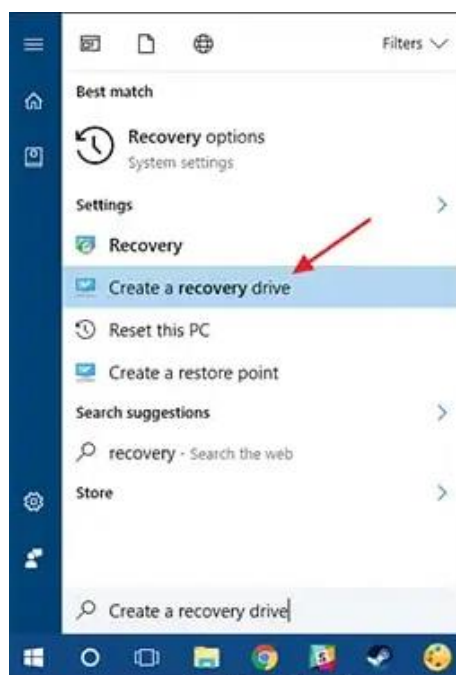 Filters
Best match
Recovery options
System settings
Settings
Recovery
Create a recovery drive
Reset this PC
Create a restore point
Search suggestions
recovery - Search the web
Store
Create a recovery drive